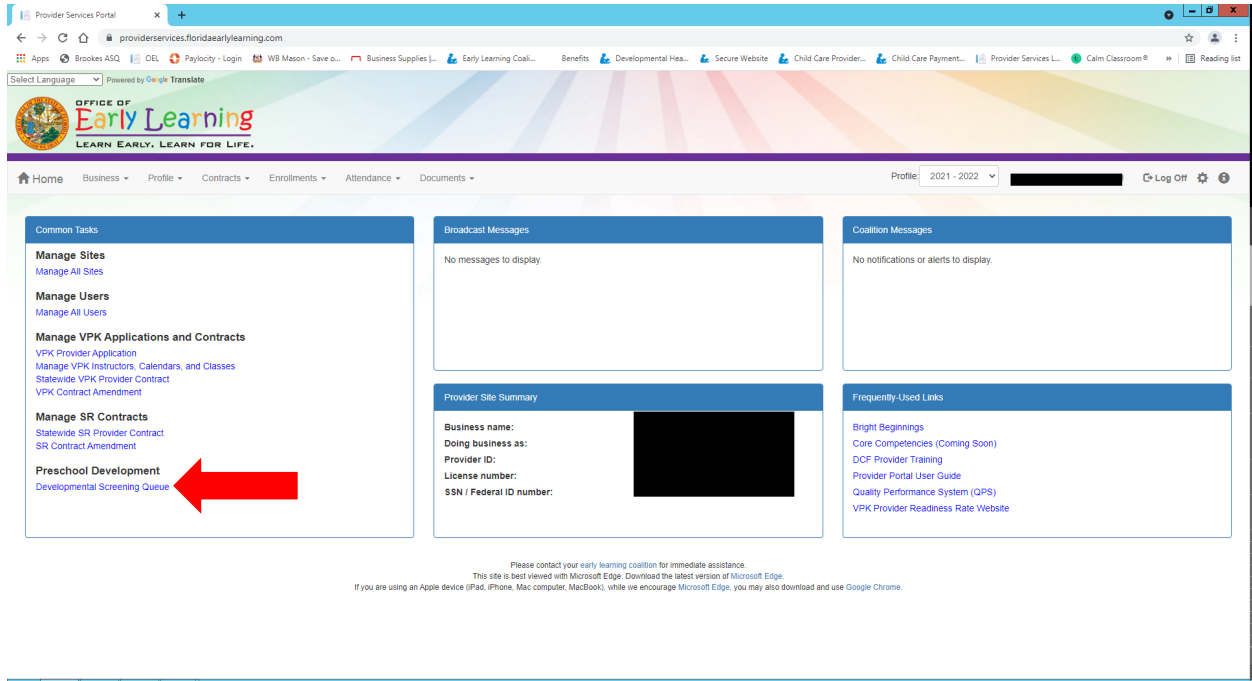 Provider Services Portal
providerservices.floridaearlylearning.com
Apps Brookes ASQ OEL Paylocity - Login WB Mason - Save o... Business Supplies |... Early Learning Coali... Benefits Developmental Hea... Secure Website Child Care Provider... Child Care Payment... Provider Services L... Calm Classroom® » Reading list
Select Language Powered by Google Translate
OFFICE OF
Early Learning
LEARN EARLY. LEARN FOR LIFE.
Home Business Profile Contracts Enrollments Attendance Documents Profile: 2021 - 2022 Log Off
Common Tasks
Manage Sites
Manage All Sites
Manage Users
Manage All Users
Manage VPK Applications and Contracts
VPK Provider Application
Manage VPK Instructors, Calendars, and Classes
Statewide VPK Provider Contract
VPK Contract Amendment
Manage SR Contracts
Statewide SR Provider Contract
SR Contract Amendment
Preschool Development
Developmental Screening Queue
Broadcast Messages
No messages to display.
Coalition Messages
No notifications or alerts to display.
Provider Site Summary
Business name:
Doing business as:
Provider ID:
License number:
SSN / Federal ID number:
Frequently-Used Links
Bright Beginnings
Core Competencies (Coming Soon)
DCF Provider Training
Provider Portal User Guide
Quality Performance System (QPS)
VPK Provider Readiness Rate Website
Please contact your early learning coalition for immediate assistance.
This site is best viewed with Microsoft Edge. Download the latest version of Microsoft Edge.
If you are using an Apple device (iPad, iPhone, Mac computer, MacBook), while we encourage Microsoft Edge, you may also download and use Google Chrome.